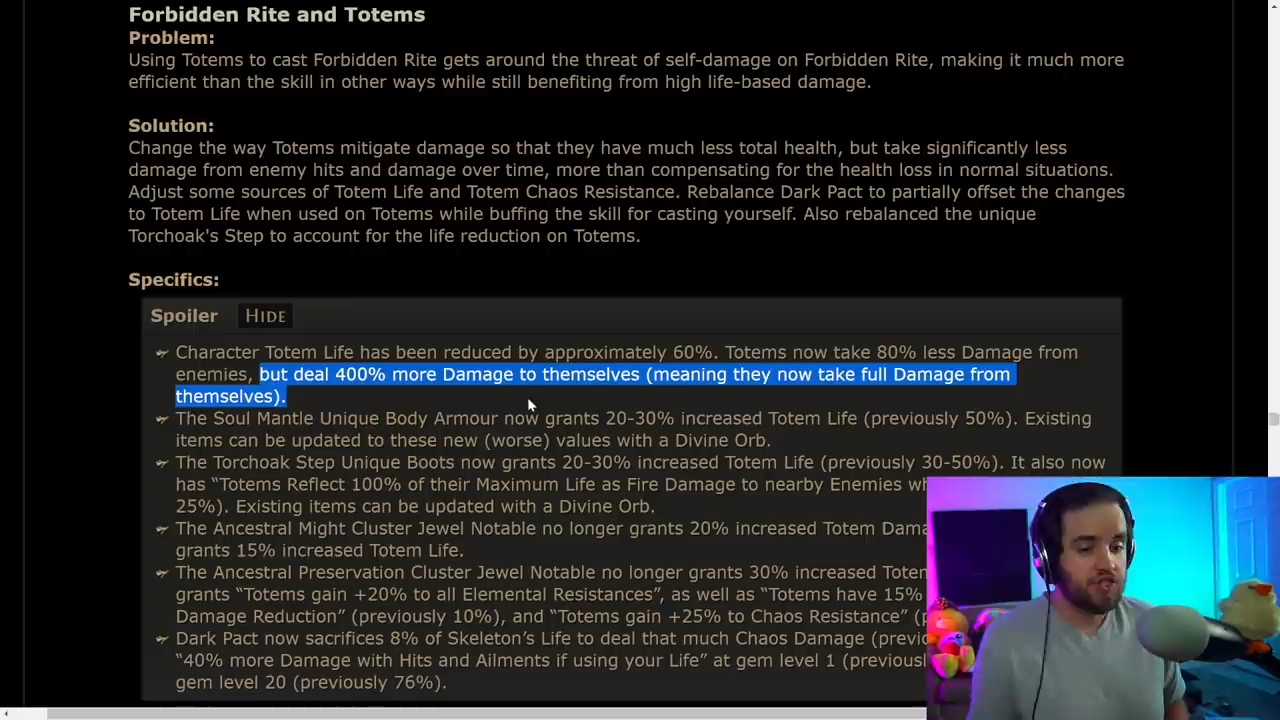 Forbidden Rite and Totems
Problem:
Using Totems to cast Forbidden Rite gets around the threat of self-damage on Forbidden Rite, making it much more
efficient than the skill in other ways while still benefiting from high life-based damage.
Solution:
Change the way Totems mitigate damage so that they have much less total health, but take significantly less
damage from enemy hits and damage over time, more than compensating for the health loss in normal situations.
Adjust some sources of Totem Life and Totem Chaos Resistance. Rebalance Dark Pact to partially offset the changes
to Totem Life when used on Totems while buffing the skill for casting yourself. Also rebalanced the unique
Torchoak's Step to account for the life reduction on Totems.
Specifics:
Spoiler HIDE
Character Totem Life has been reduced by approximately 60%. Totems now take 80% less Damage from
enemies, but deal 400% more Damage to themselves (meaning they now take full Damage from
themselves).
The Soul Mantle Unique Body Armour now grants 20-30% increased Totem Life (previously 50%). Existing
items can be updated to these new (worse) values with a Divine Orb.
The Torchoak Step Unique Boots now grants 20-30% increased Totem Life (previously 30-50%). It also now
has “Totems Reflect 100% of their Maximum Life as Fire Damage to nearby Enemies
25%). Existing items can be updated with a Divine Orb.
The Ancestral Might Cluster Jewel Notable no longer grants 20% increased Totem
grants 15% increased Totem Life.
The Ancestral Preservation Cluster Jewel Notable no longer grants 30% increased
grants “Totems gain +20% to all Elemental Resistances”, as well as “Totems have 15%
Damage Reduction” (previously 10%), and “Totems gain +25% to Chaos Resistance”
Dark Pact now sacrifices 8% of Skeleton's Life to deal that much Chaos Damage
“40% more Damage with Hits and Ailments if using your Life” at gem level 1
gem level 20 (previously 76%).